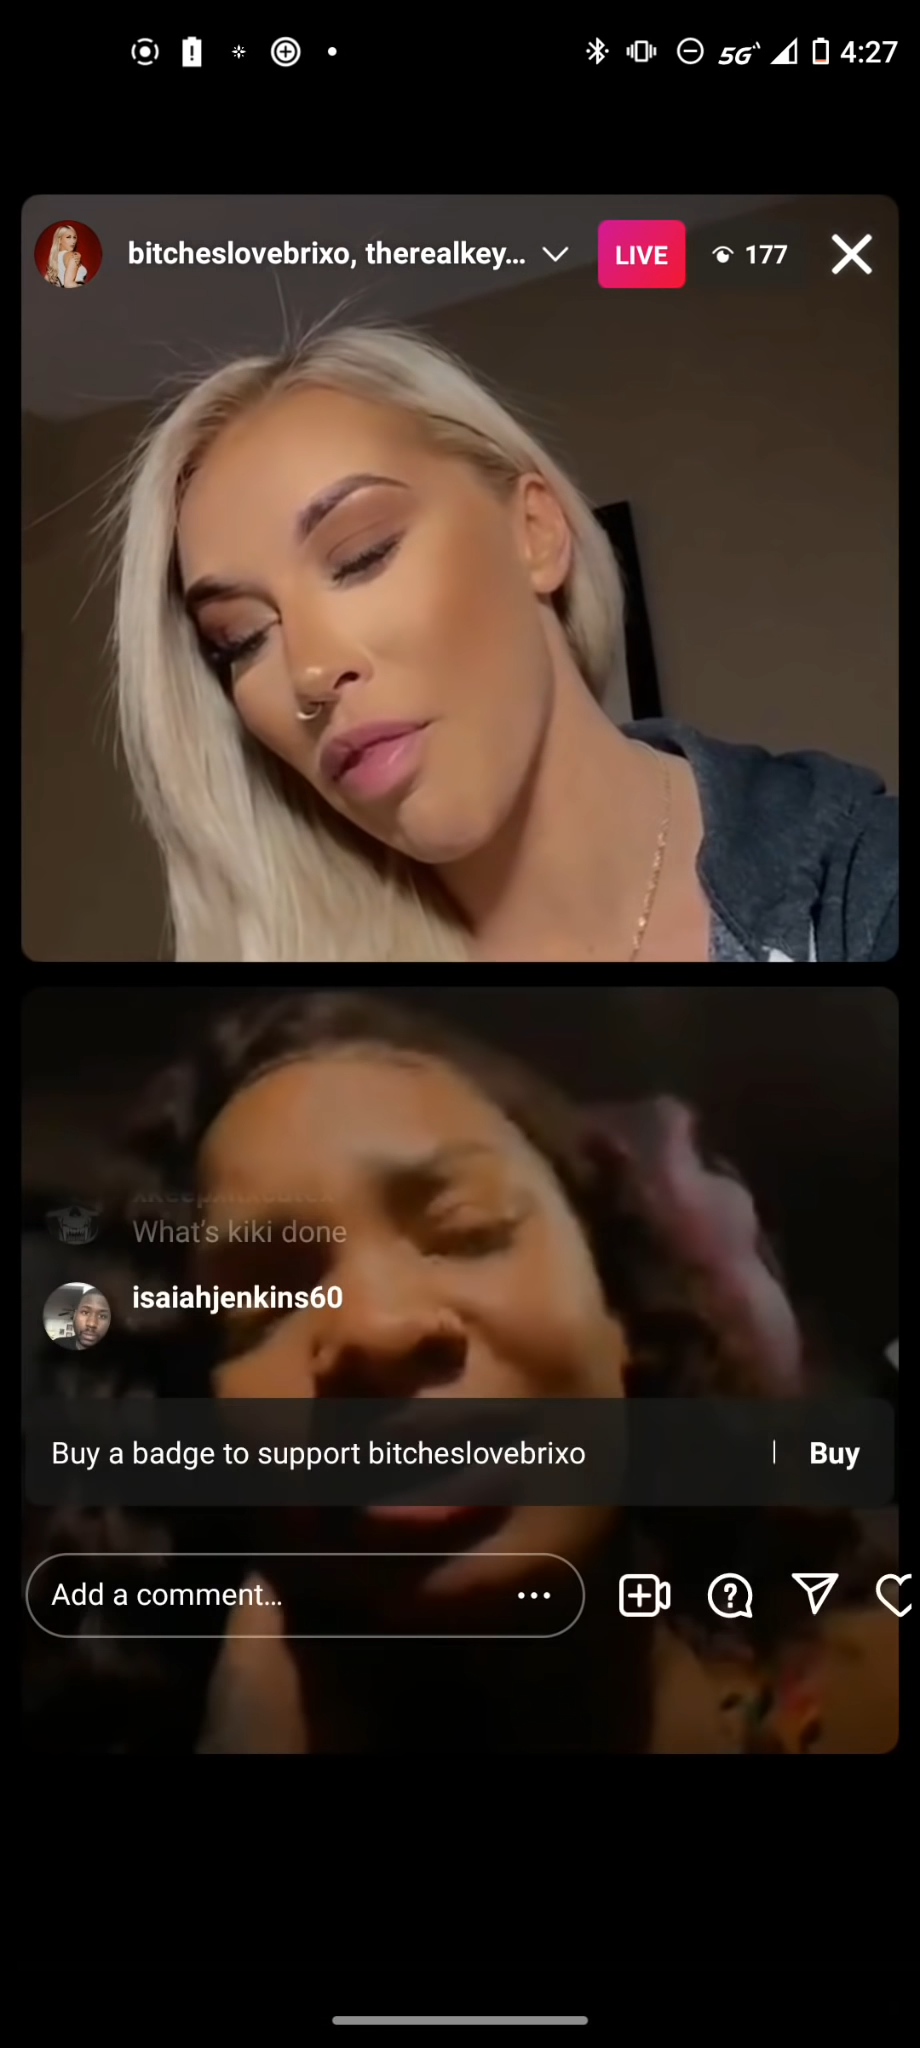 5G 4:27
bitcheslovebrixo, therealkey... LIVE 177
What's kiki done
isaiahjenkins60
Buy a badge to support bitcheslovebrixo | Buy
Add a comment...